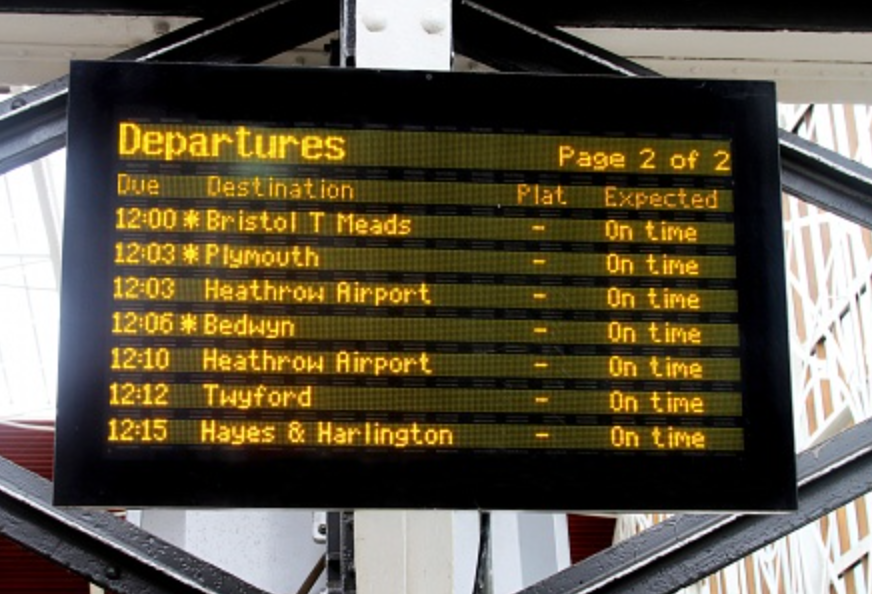 Departures Page 2 of 2
Due Destination Plat Expected
12:00 * Bristol T Meads - On time
12:03 * Plymouth - On time
12:03 Heathrow Airport - On time
12:06 * Bedwyn - On time
12:10 Heathrow Airport - On time
12:12 Twyford - On time
12:15 Hayes & Harlington - On time